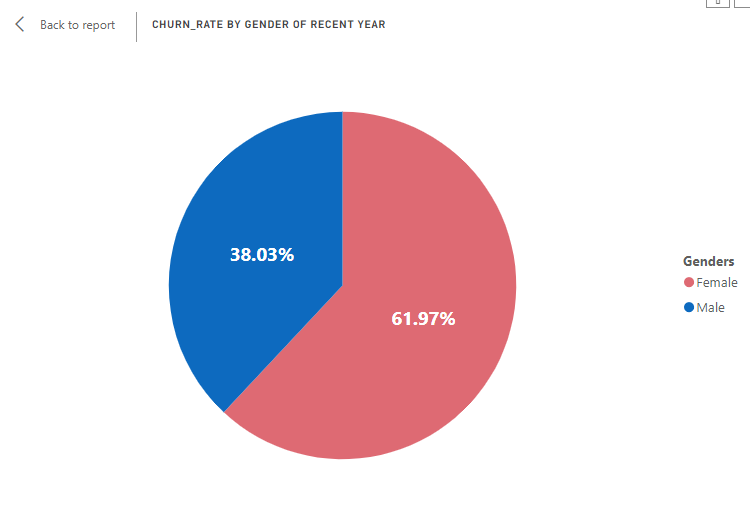 Back to report
CHURN_RATE BY GENDER OF RECENT YEAR
38.03%
61.97%
Genders
Female
Male